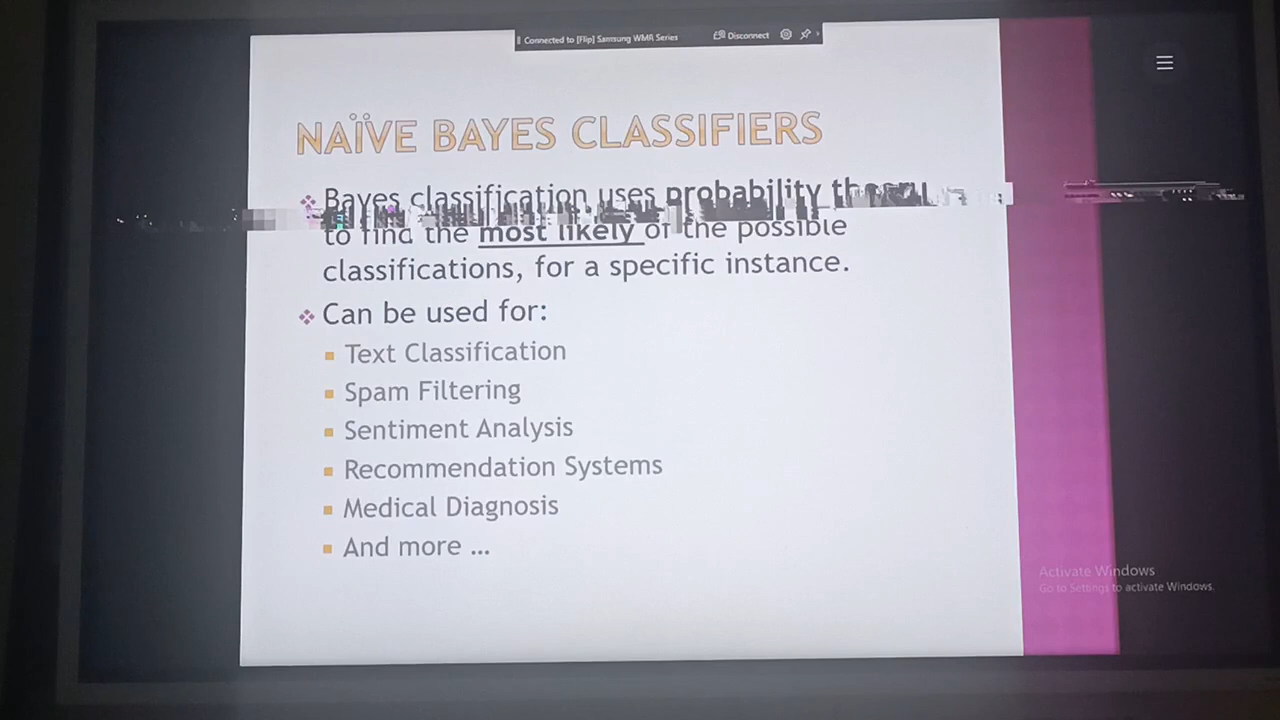 Connected to [Flip] Samsung WMR Series Disconnect
NAÏVE BAYES CLASSIFIERS
Bayes classification uses probability theory
to find the most likely of the possible
classifications, for a specific instance.
Can be used for:
Text Classification
Spam Filtering
Sentiment Analysis
Recommendation Systems
Medical Diagnosis
And more ...
Activate Windows
Go to Settings to activate Windows.